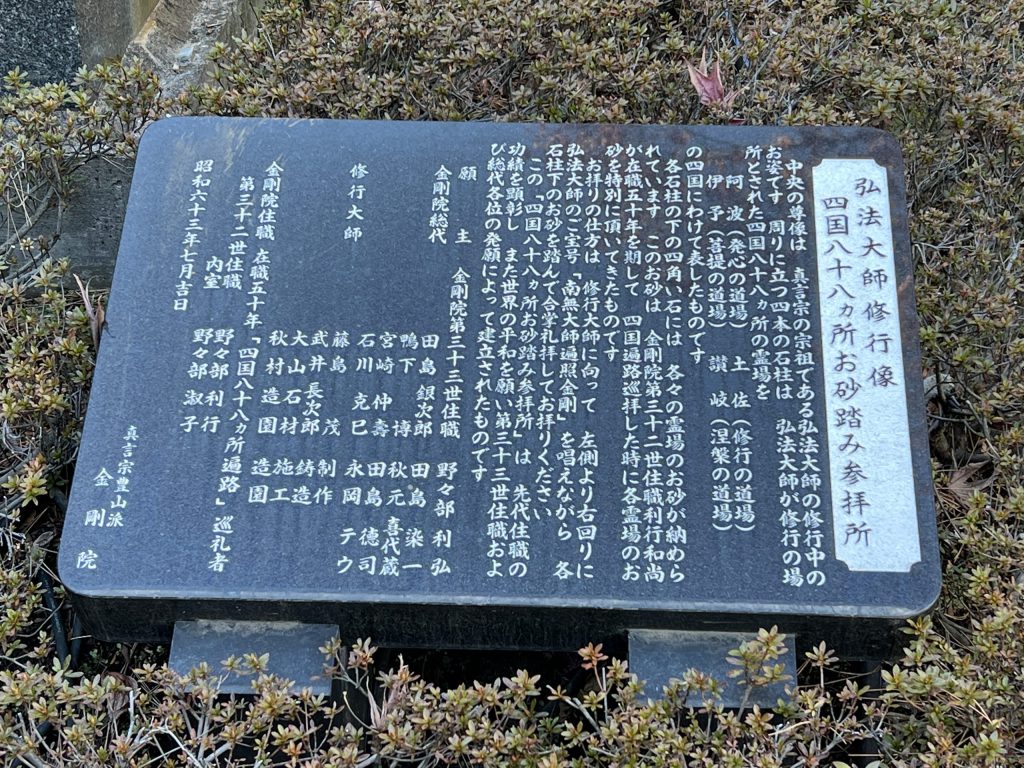 弘法大師修行像
四国八十八ヵ所お砂踏み参拝所
中央の尊像は 真言宗の宗祖である弘法大師の修行中の
お姿です 周りに立つ四本の石柱は 弘法大師が修行の場
所とされた四国八十八ヵ所の霊場を
阿波(発心の道場) 土佐(修行の道場)
伊予(菩提の道場) 讃岐(涅槃の道場)
の四国にわけて表したものです
各石柱の下の四角い石には 各々の霊場のお砂が納めら
れています このお砂は 金剛院第三十二世住職利行和尚
が在職五十年を期して 四国遍路巡拝した時に各霊場のお
砂を特別に頂いてきたものです
お拝りの仕方は 修行大師に向って 左側より右回りに
弘法大師のご宝号「南無大師遍照金剛」を唱えながら 各
石柱下のお砂を踏んで合掌礼拝してお拝りください
この「四国八十八ヵ所お砂踏み参拝所」は 先代住職の
功績を顕彰し また世界の平和を願い第三十三世住職およ
び総代各位の発願によって建立されたものです
願主 金剛院第三十三世住職 野々部利弘
金剛院総代 田島銀次郎 田島染一
鴨下博 秋元喜代蔵
宮崎仲壽 田島徳司
石川克巳 永岡テウ
修行大師 藤島茂 制作
武井長次郎 鋳造
大山石材 施工
秋村造園 造園
金剛院住職 在職五十年「四国八十八ヵ所遍路」巡礼者
第三十二世住職 野々部利行
内室 野々部淑子
昭和六十三年七月吉日
真言宗豊山派
金剛院